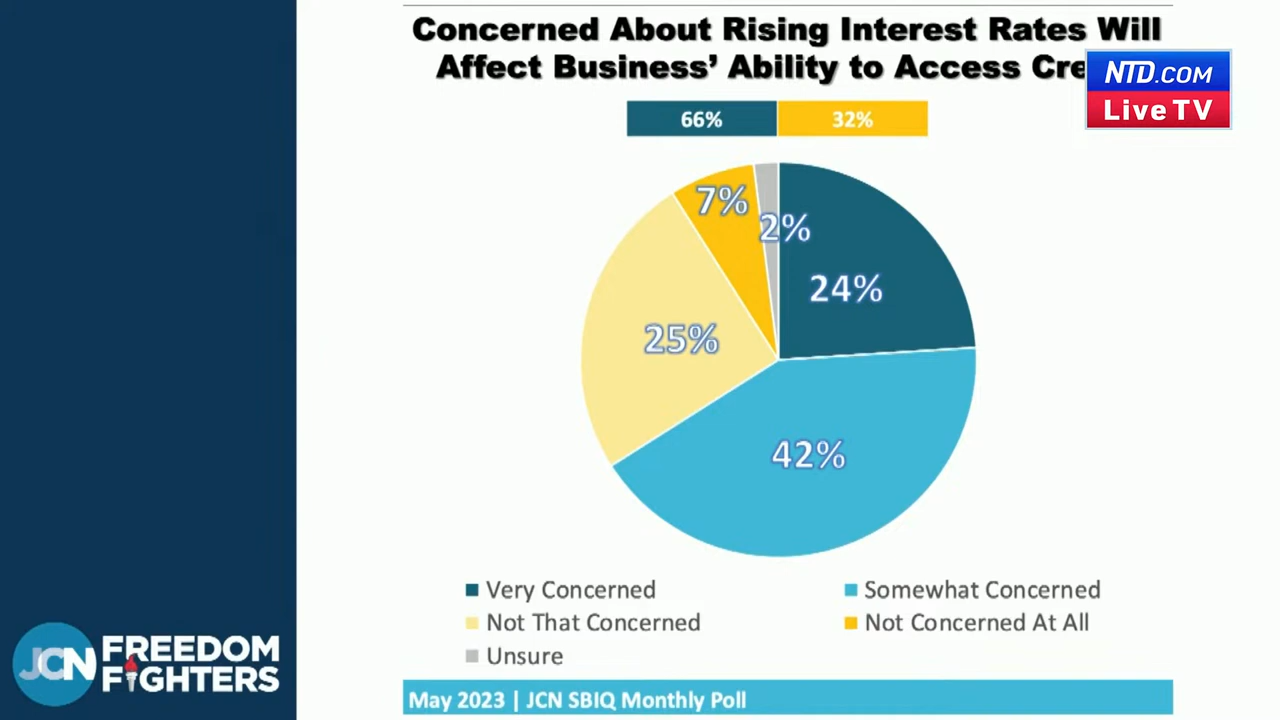 Concerned About Rising Interest Rates Will
Affect Business’ Ability to Access Cre
NTD.COM
Live TV
66% 32%
7%
2%
24%
25%
42%
Very Concerned Somewhat Concerned
Not That Concerned Not Concerned At All
Unsure
JCN FREEDOM
FIGHTERS
May 2023 | JCN SBIQ Monthly Poll